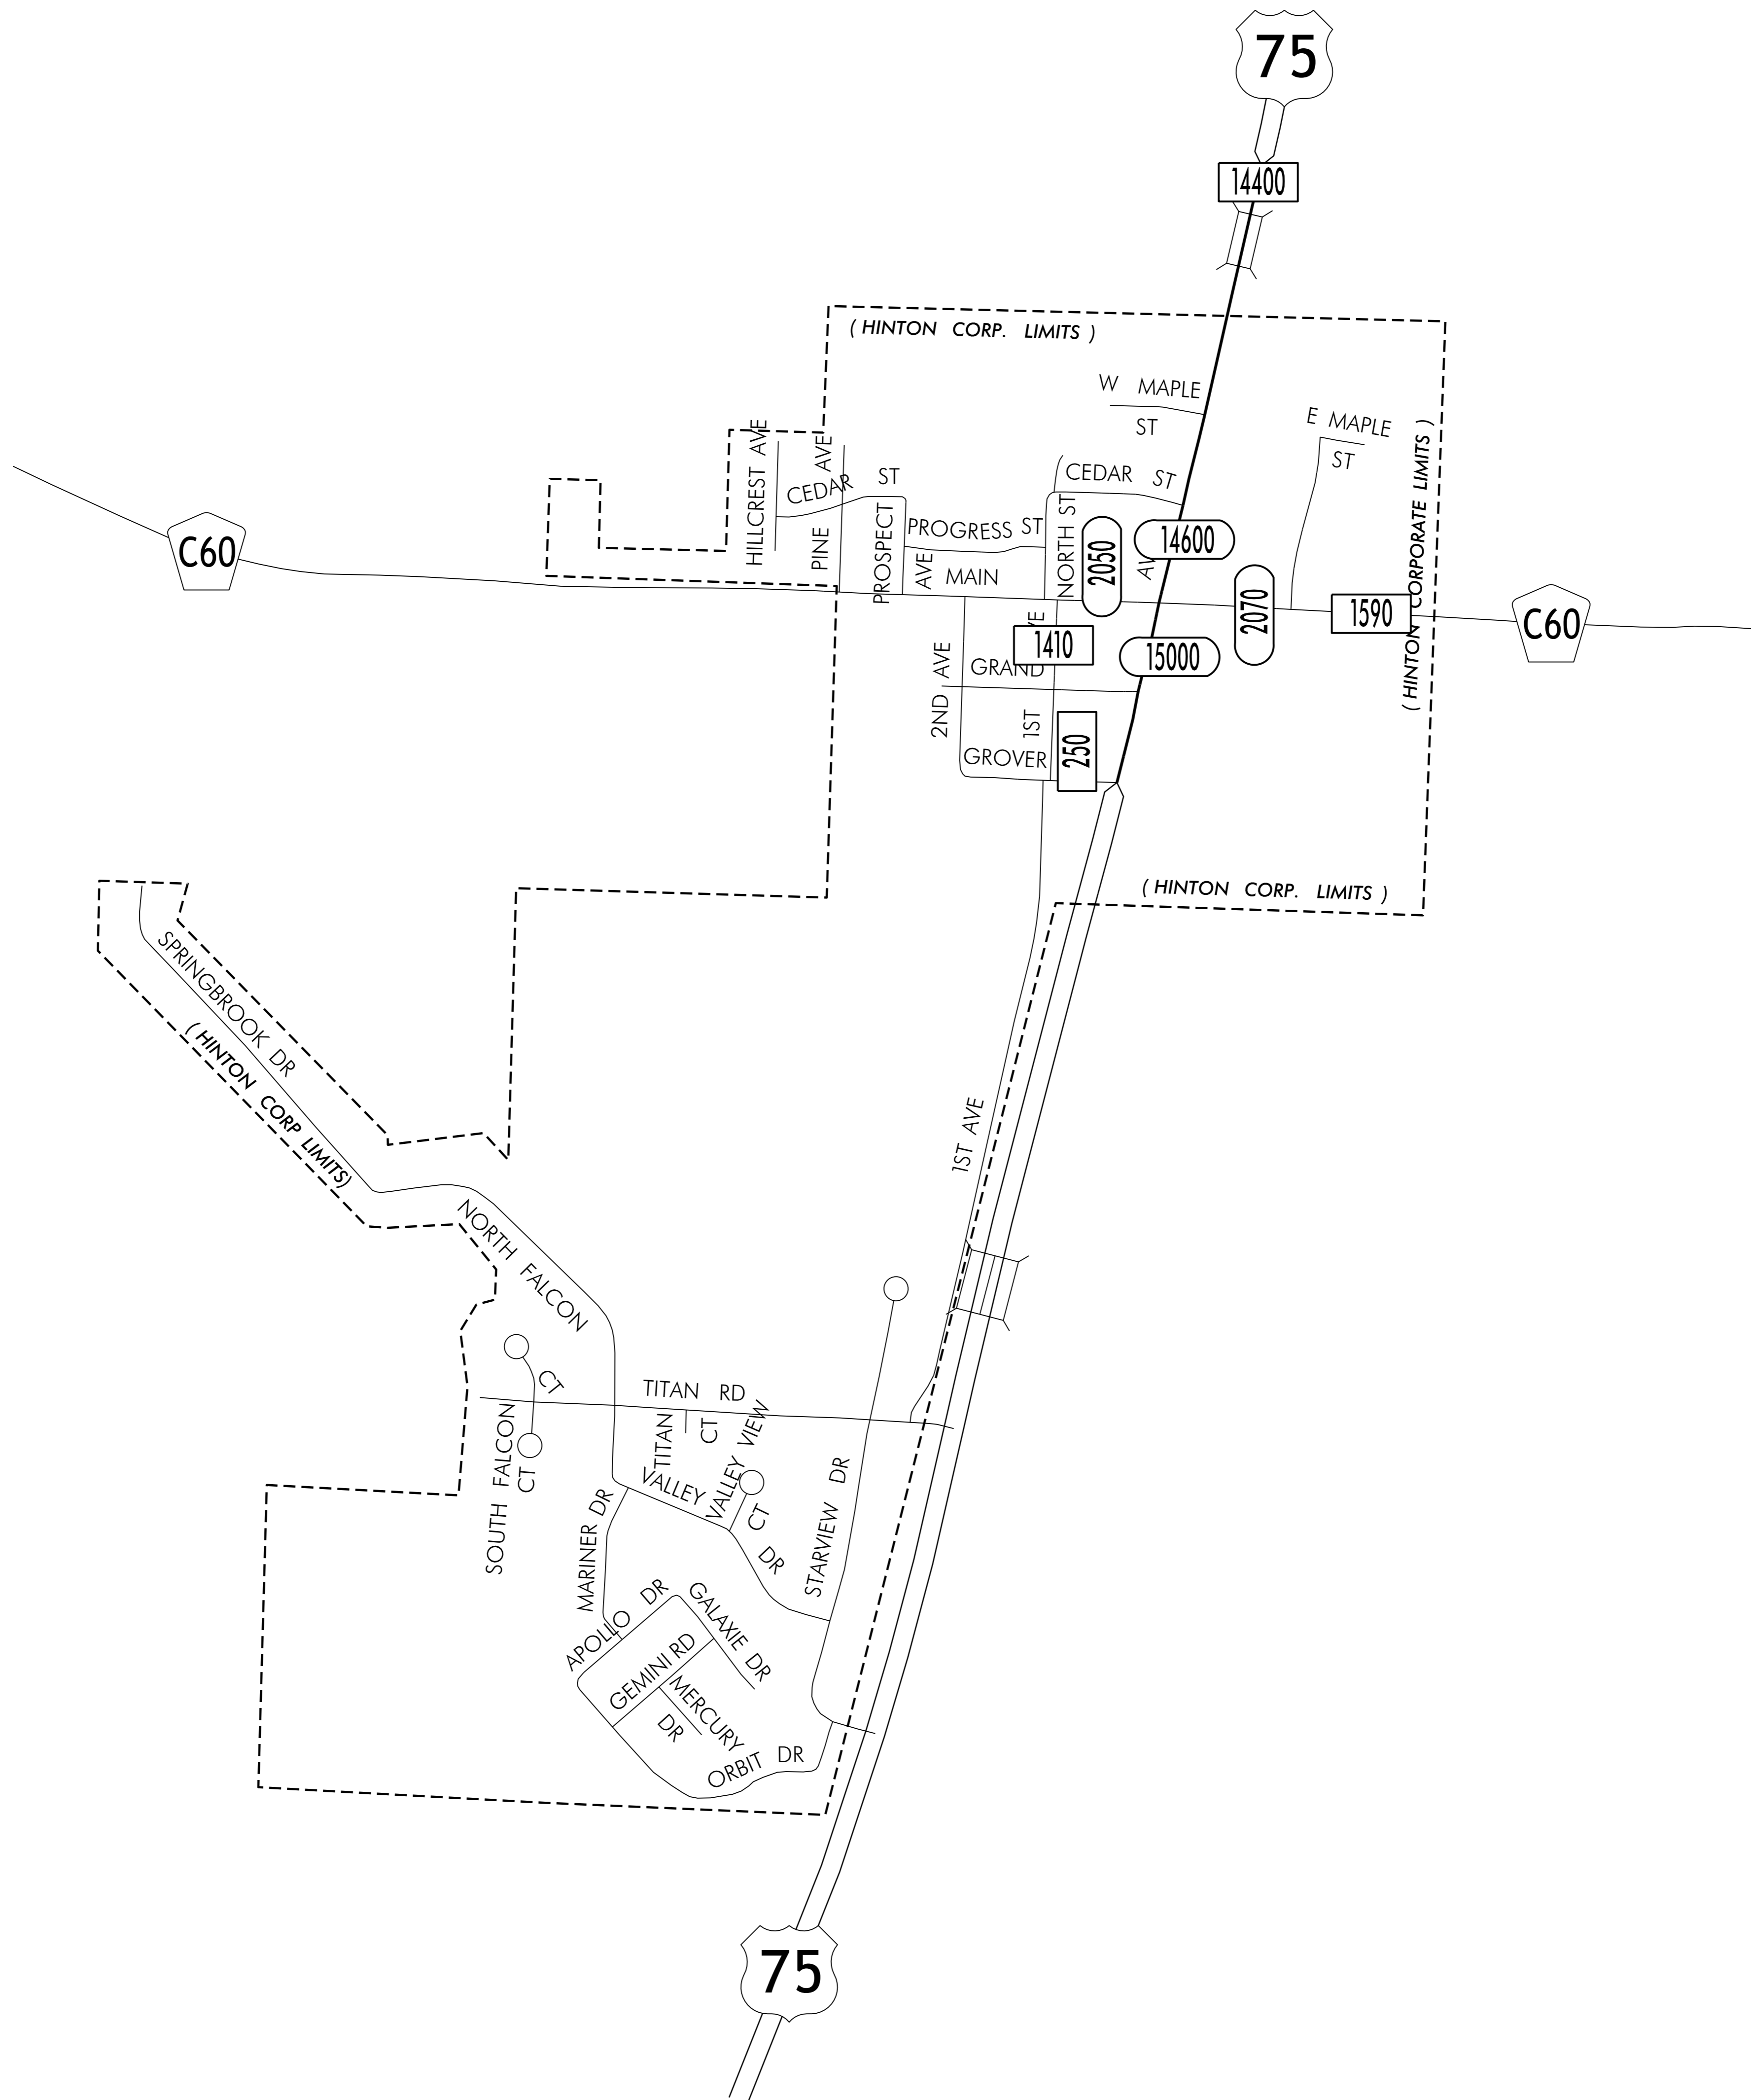 75
14400
( HINTON CORP. LIMITS )
W MAPLE
ST
E MAPLE
ST
( HINTON CORPORATE LIMITS )
HILLCREST AVE
PINE AVE
CEDAR ST
PROSPECT
AVE
PROGRESS ST
CEDAR ST
NORTH ST
2050
14600
C60
MAIN
2070
1590
C60
1410
15000
2ND AVE
GRAND
1ST
250
GROVER
( HINTON CORP. LIMITS )
SPRINGBROOK DR
( HINTON CORP LIMITS)
1ST AVE
NORTH FALCON
CT
TITAN RD
SOUTH FALCON
CT
TITAN
CT
VALLEY VIEW
CT
VALLEY
DR
MARINER DR
STARVIEW DR
APOLLO DR
GALAXIE DR
GEMINI RD
MERCURY
DR
ORBIT DR
75